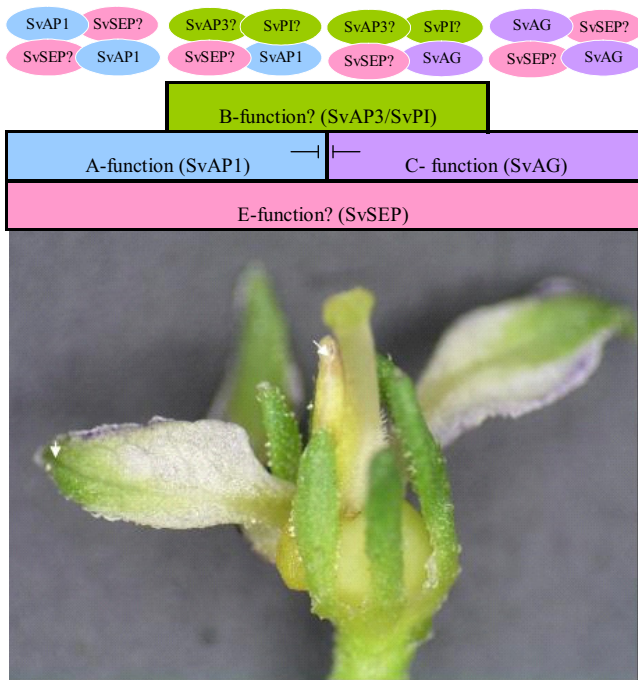 SvAP1 SvSEP? SvAP3? SvPI? SvAP3? SvPI? SvAG SvSEP?
SvSEP? SvAP1 SvSEP? SvAP1 SvSEP? SvAG SvSEP? SvAG
B-function? (SvAP3/SvPI)
A-function (SvAP1) C- function (SvAG)
E-function? (SvSEP)